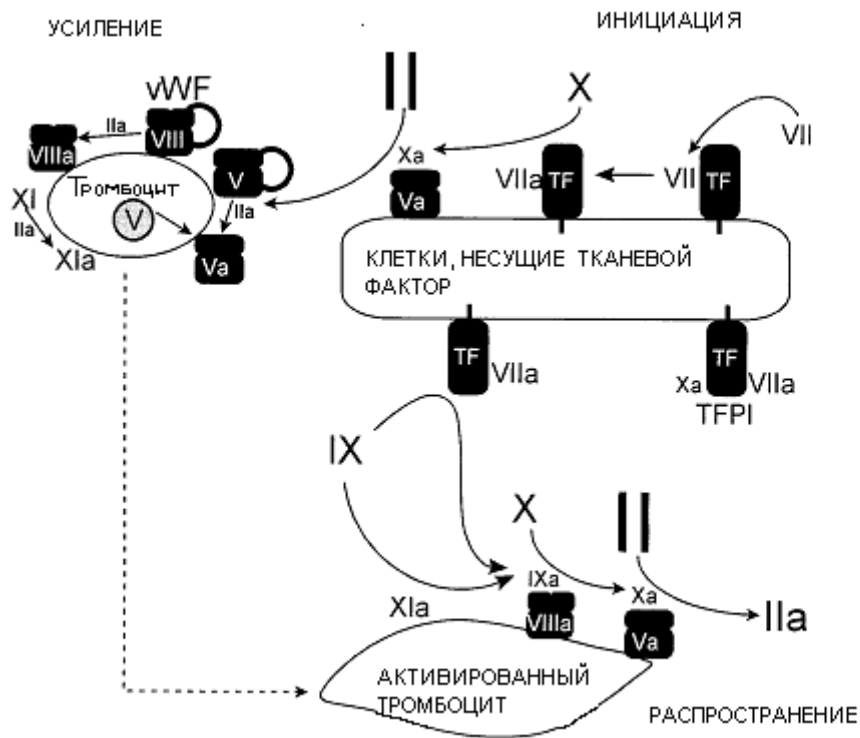 УСИЛЕНИЕ
ИНИЦИАЦИЯ
vWF
II
X
VII
VIIIa
IIa
VIII
Xa
VIIa
TF
VII
TF
V
Тромбоцит
XI
IIa
V
IIa
Va
XIa
Va
КЛЕТКИ, НЕСУЩИЕ ТКАНЕВОЙ
ФАКТОР
TF
VIIa
TF
Xa
VIIa
TFPI
IX
X
II
IXa
Xa
XIa
VIIIa
Va
IIa
АКТИВИРОВАННЫЙ
ТРОМБОЦИТ
РАСПРОСТРАНЕНИЕ